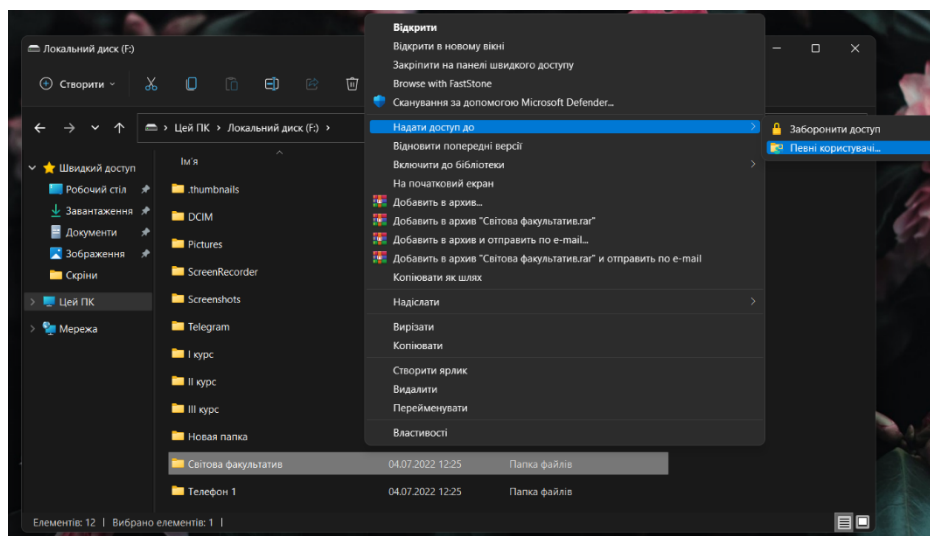 Локальний диск (F:)
Створити
Цей ПК > Локальний диск (F:) >
Швидкий доступ
Робочий стіл
Завантаження
Документи
Зображення
Скріни
Цей ПК
Мережа
Ім'я
.thumbnails
DCIM
Pictures
ScreenRecorder
Screenshots
Telegram
I курс
II курс
III курс
Новая папка
Світова факультатив 04.07.2022 12:25 Папка файлів
Телефон 1 04.07.2022 12:25 Папка файлів
Елементів: 12 | Вибрано елементів: 1 |
Відкрити
Відкрити в новому вікні
Закріпити на панелі швидкого доступу
Browse with FastStone
Сканування за допомогою Microsoft Defender...
Надати доступ до
Відновити попередні версії
Включити до бібліотеки
На початковий екран
Добавить в архив...
Добавить в архив "Світова факультатив.rar"
Добавить в архив и отправить по e-mail...
Добавить в архив "Світова факультатив.rar" и отправить по e-mail
Копіювати як шлях
Надіслати
Вирізати
Копіювати
Створити ярлик
Видалити
Перейменувати
Властивості
Заборонити доступ
Певні користувачі...